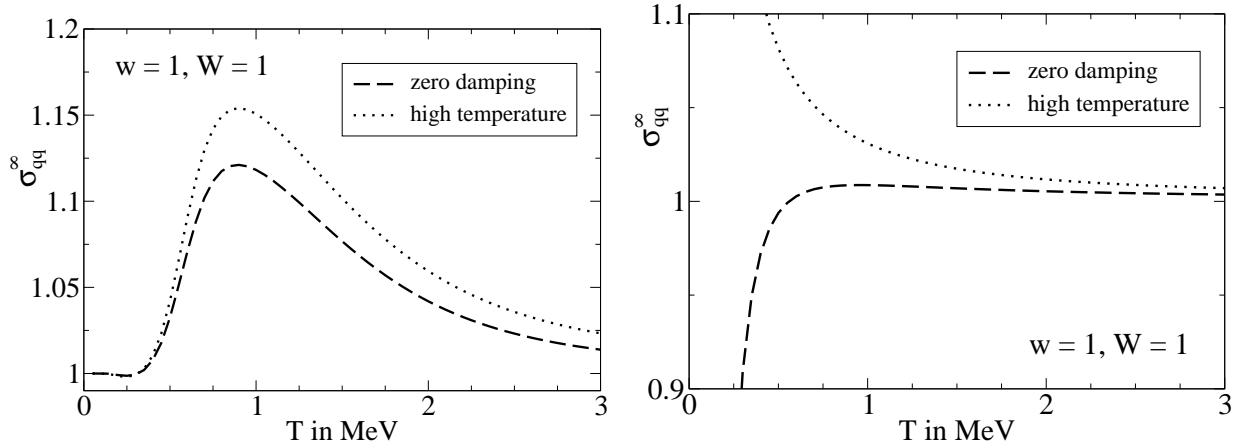 1.2
w = 1, W = 1
zero damping
high temperature
1.15
1.1
1.05
1
σ∞qq
0
1
2
3
T in MeV
1.1
zero damping
high temperature
1
σ∞qq
0.9
w = 1, W = 1
0
1
2
3
T in MeV